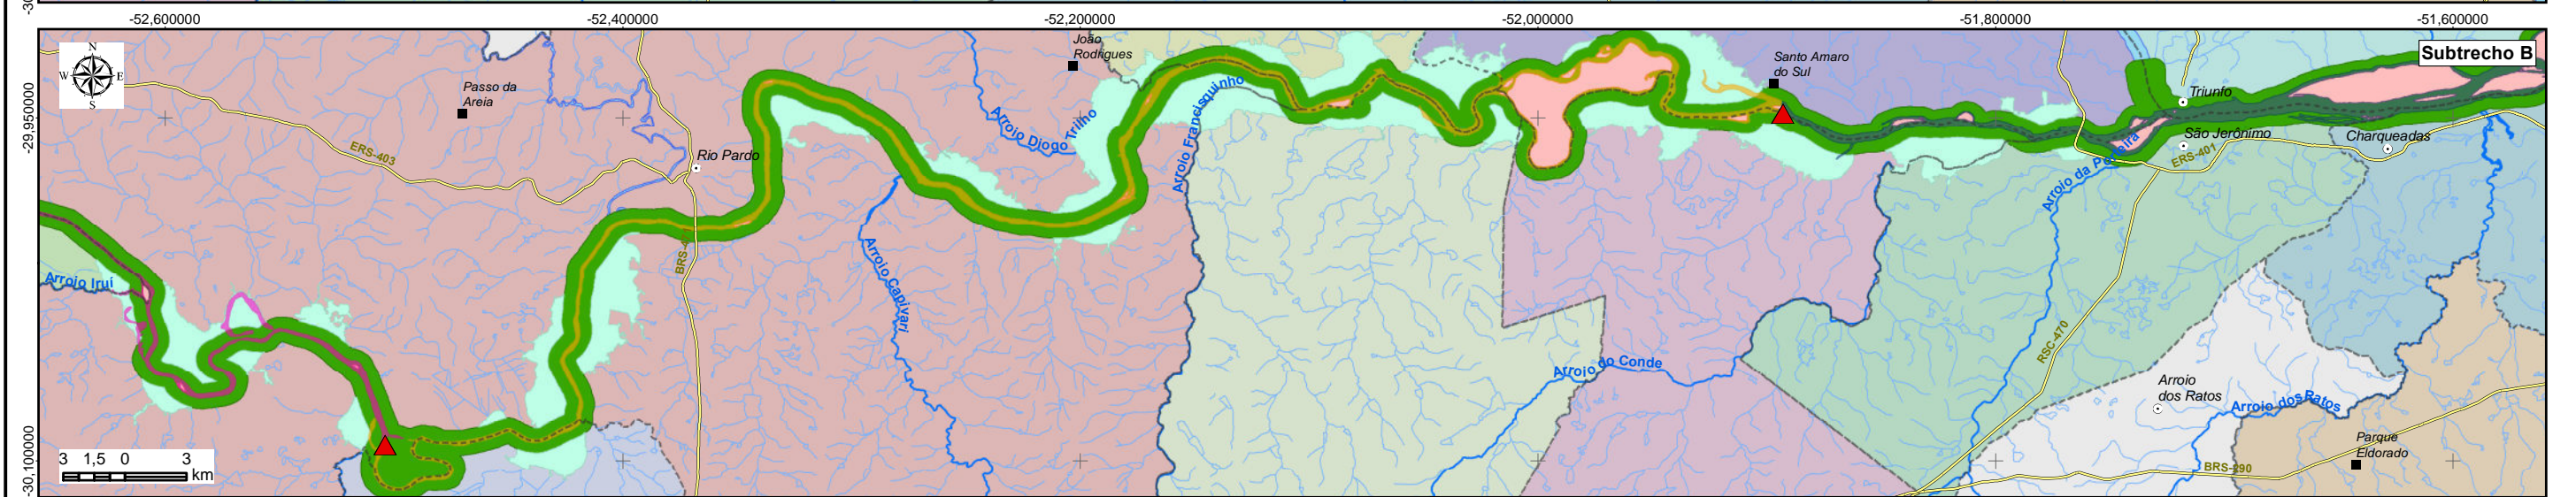 -52,600000
-52,400000
-52,200000
-52,000000
-51,800000
-51,600000
Subtrecho B
N
W E
S
-29,950000
-30,100000
João
Rodrigues
Passo da
Areia
Santo Amaro
do Sul
Triunfo
São Jerônimo
Charqueadas
ERS-401
ERS-403
Rio Pardo
Arroio Diogo Trilho
Arroio Francisquinho
Arroio da Porteira
Arroio Irui
Arroio Capivari
Arroio do Conde
RSC-470
Arroio
dos Ratos
Arroio dos Ratos
Parque
Eldorado
BRS-290
3 1,5 0 3
km